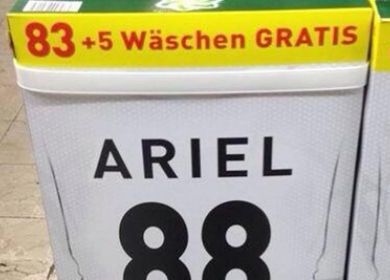 83 +5 Wäschen GRATIS
ARIEL
88